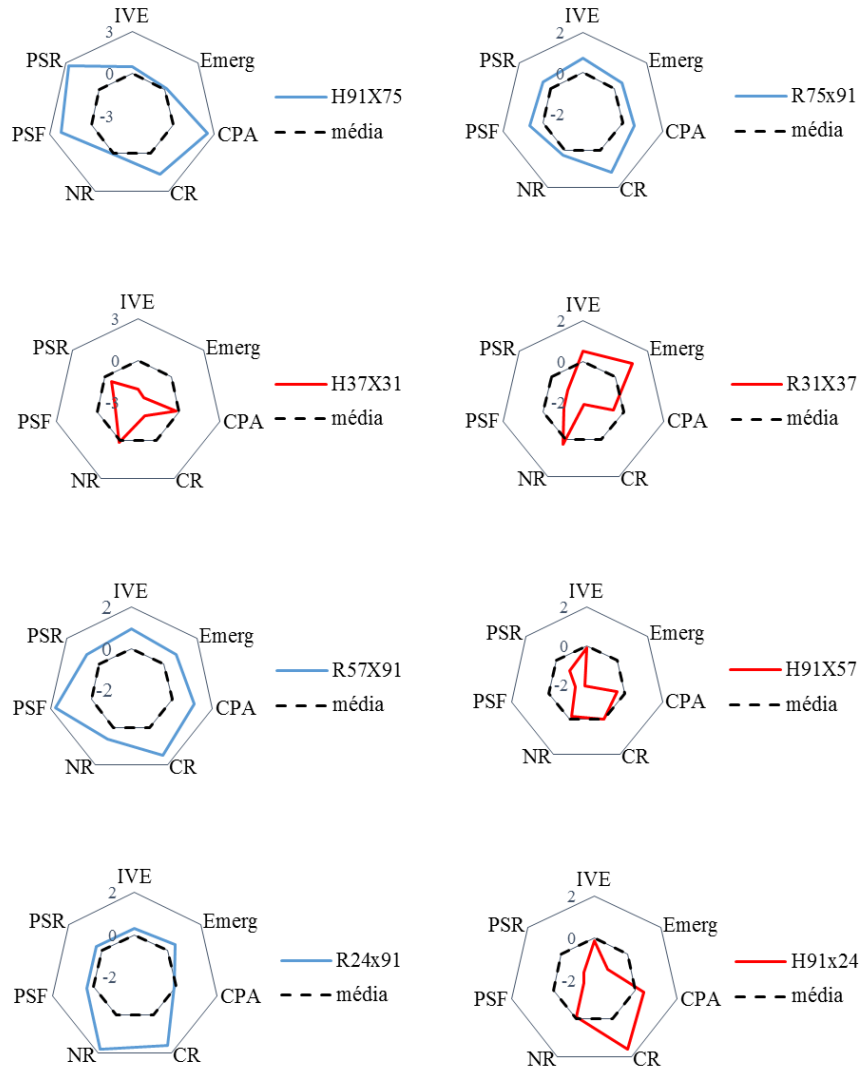 IVE
3
PSR
Emerg
0
-3
PSF
CPA
NR
CR
H91X75
média
IVE
2
PSR
Emerg
0
-2
PSF
CPA
NR
CR
R75x91
média
IVE
3
PSR
Emerg
0
-3
PSF
CPA
NR
CR
H37X31
média
IVE
2
PSR
Emerg
0
-2
PSF
CPA
NR
CR
R31X37
média
IVE
2
PSR
Emerg
0
-2
PSF
CPA
NR
CR
R57X91
média
IVE
2
PSR
Emerg
0
-2
PSF
CPA
NR
CR
H91X57
média
IVE
2
PSR
Emerg
0
-2
PSF
CPA
NR
CR
R24x91
média
IVE
2
PSR
Emerg
0
-2
PSF
CPA
NR
CR
H91x24
média